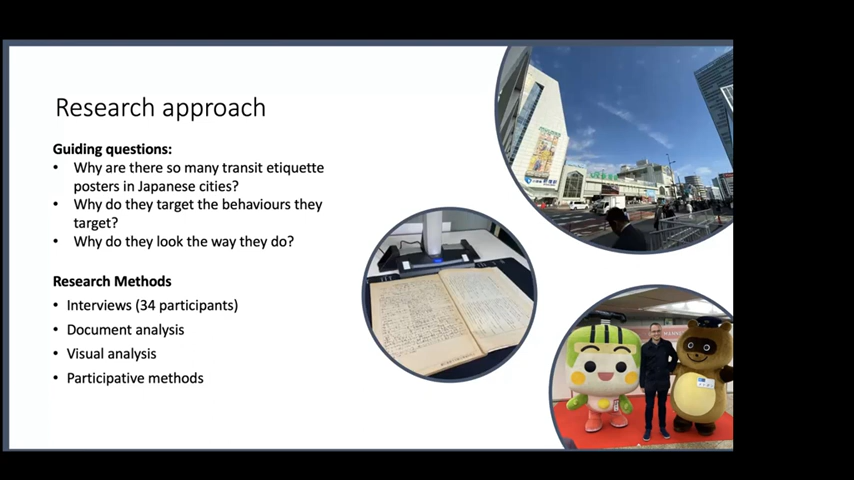 Research approach
Guiding questions:
• Why are there so many transit etiquette
posters in Japanese cities?
• Why do they target the behaviours they
target?
• Why do they look the way they do?
Research Methods
• Interviews (34 participants)
• Document analysis
• Visual analysis
• Participative methods